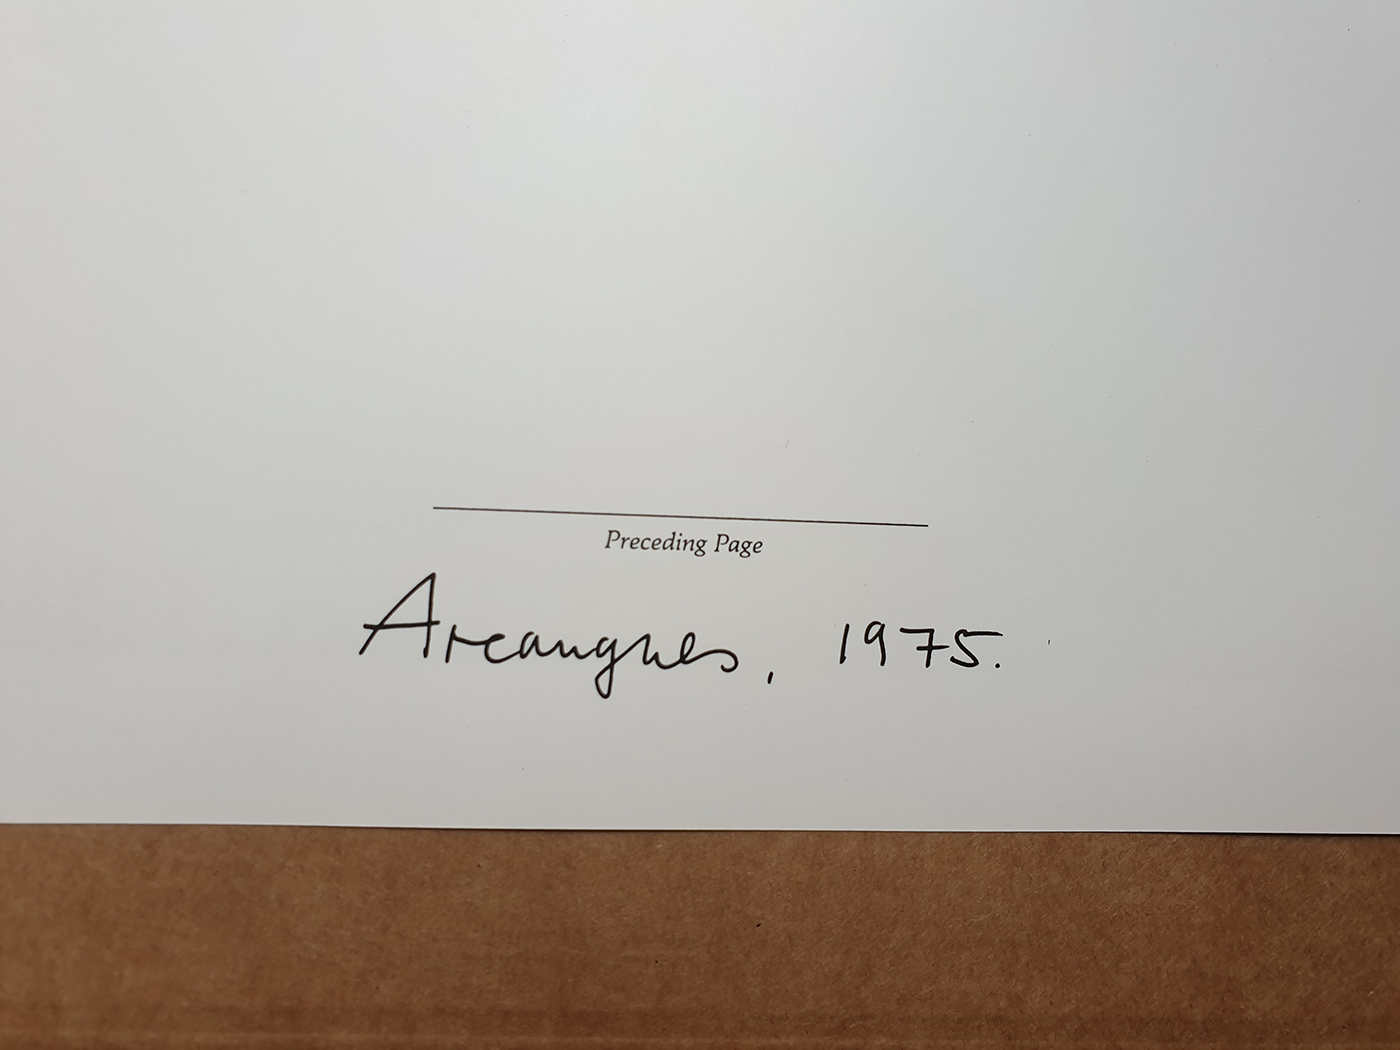 Preceding Page
Arcangues, 1975.